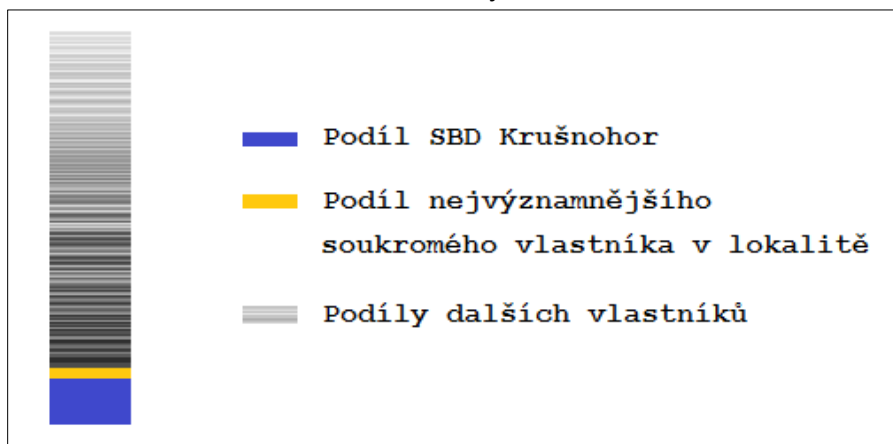 Podíl SBD Krušnohor
Podíl nejvýznamnějšího
soukromého vlastníka v lokalitě
Podíly dalších vlastníků